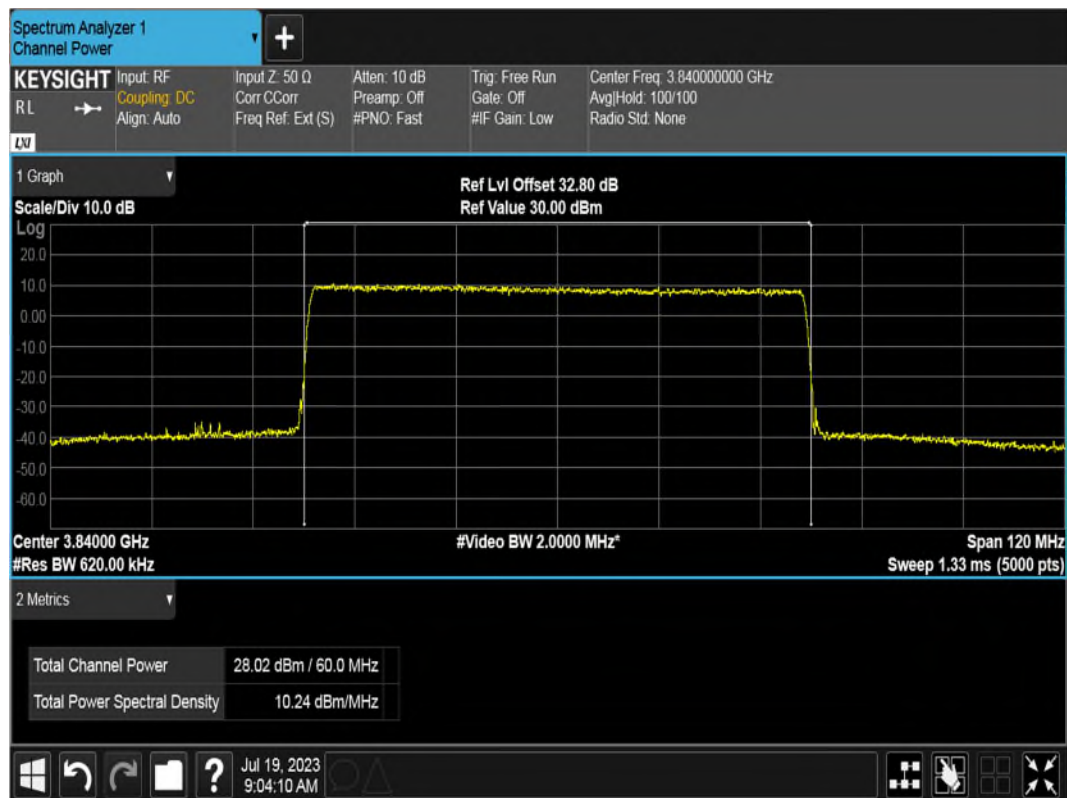 Spectrum Analyzer 1
Channel Power
+
KEYSIGHT
RL
LXI
Input: RF
Coupling: DC
Align: Auto
Input Z: 50 Ω
Corr CCorr
Freq Ref: Ext (S)
Atten: 10 dB
Preamp: Off
#PNO: Fast
Trig: Free Run
Gate: Off
#IF Gain: Low
Center Freq: 3.840000000 GHz
Avg|Hold: 100/100
Radio Std: None
1 Graph
Scale/Div 10.0 dB
Ref Lvl Offset 32.80 dB
Ref Value 30.00 dBm
Log
20.0
10.0
0.00
-10.0
-20.0
-30.0
-40.0
-50.0
-60.0
Center 3.84000 GHz
#Video BW 2.0000 MHz*
Span 120 MHz
#Res BW 620.00 kHz
Sweep 1.33 ms (5000 pts)
2 Metrics
Total Channel Power 28.02 dBm / 60.0 MHz
Total Power Spectral Density 10.24 dBm/MHz
?
Jul 19, 2023
9:04:10 AM